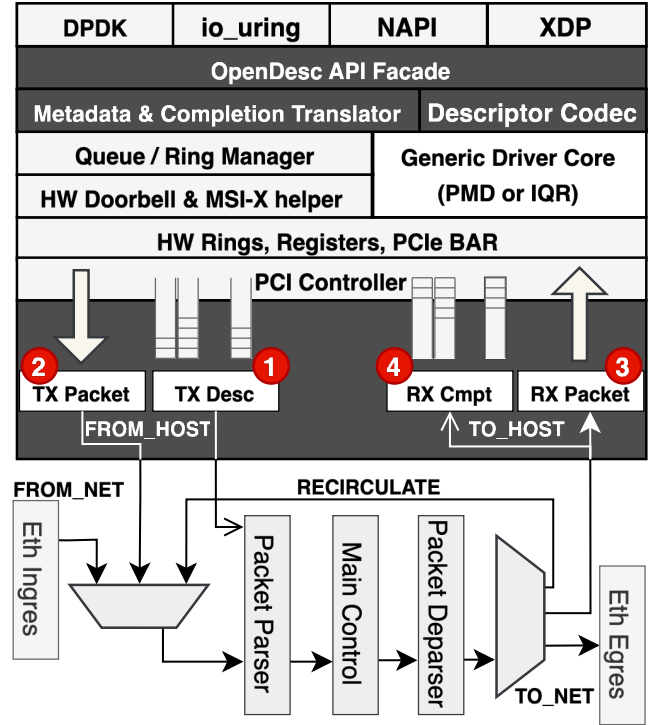 DPDK
io_uring
NAPI
XDP
OpenDesc API Facade
Metadata & Completion Translator
Descriptor Codec
Queue / Ring Manager
Generic Driver Core
(PMD or IQR)
HW Doorbell & MSI-X helper
HW Rings, Registers, PCIe BAR
PCI Controller
2
1
4
3
TX Packet
TX Desc
RX Cmpt
RX Packet
FROM_HOST
TO_HOST
FROM_NET
RECIRCULATE
Eth Ingres
Packet Parser
Main Control
Packet Deparser
Eth Egres
TO_NET